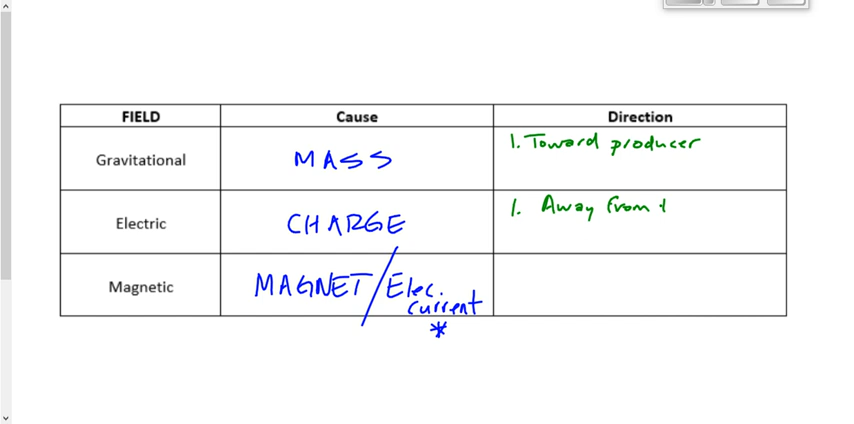 FIELD Cause Direction
Gravitational MASS 1. Toward producer
Electric CHARGE 1. Away from +
Magnetic MAGNET/Elec.
current
*